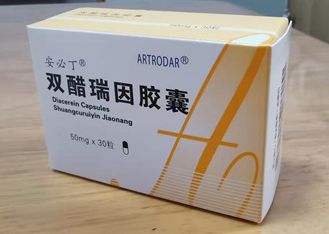 安必丁®
ARTRODAR®
双醋瑞因胶囊
Diacerein Capsules
Shuangcuruiyin Jiaonang
50mg x 30粒